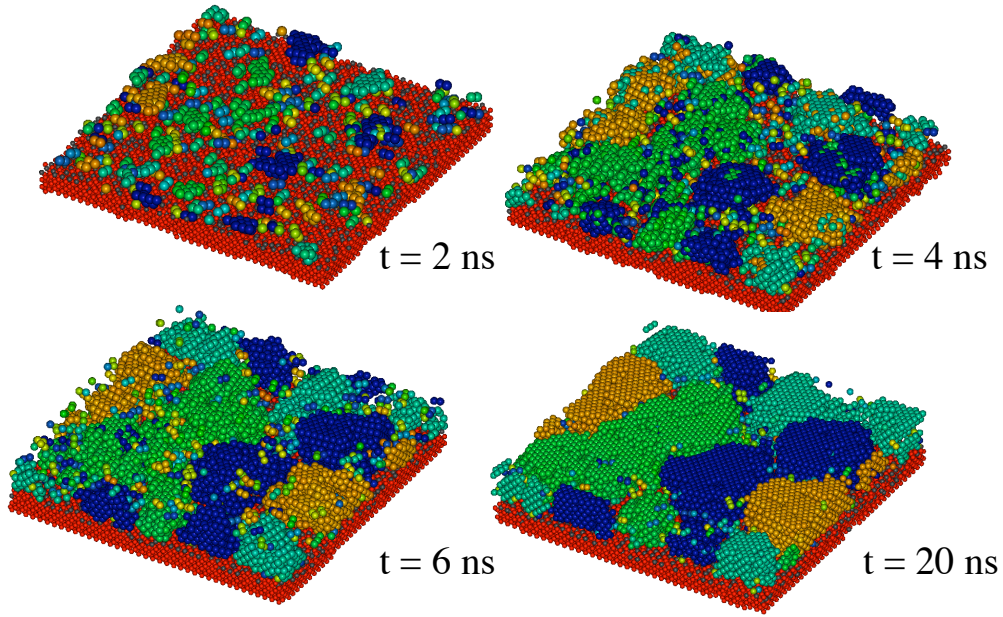 t = 2 ns
t = 4 ns
t = 6 ns
t = 20 ns